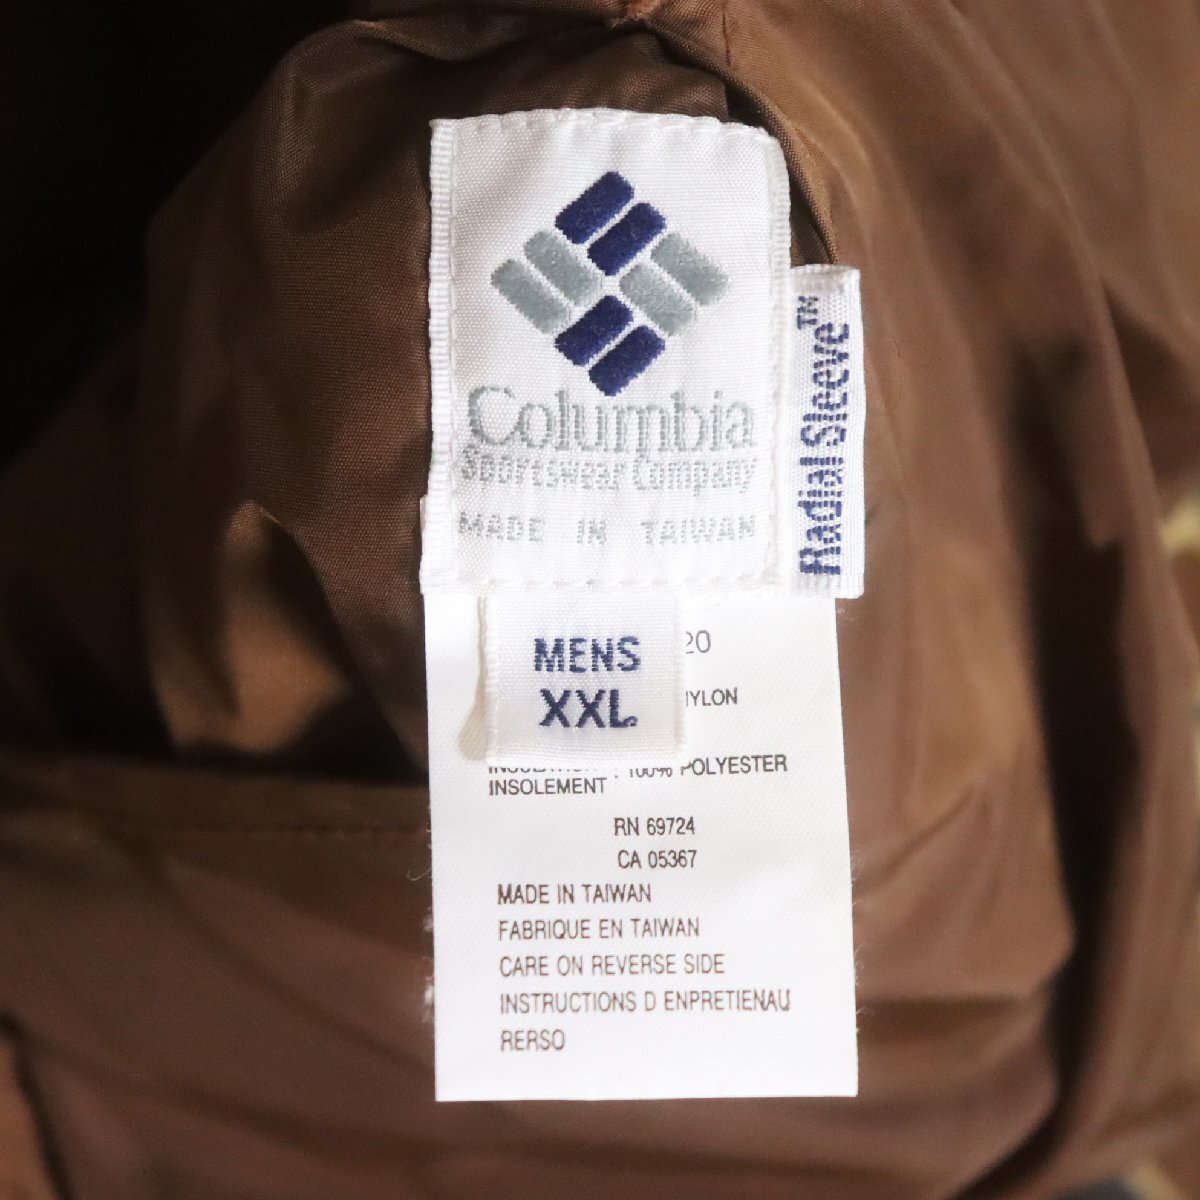 Columbia
Sportswear Company
MADE IN TAIWAN
Radial Sleeve™
MENS
XXL
20
YLON
: 100% POLYESTER
INSOLEMENT
RN 69724
CA 05367
MADE IN TAIWAN
FABRIQUE EN TAIWAN
CARE ON REVERSE SIDE
INSTRUCTIONS D ENPRETIENAU
RERSO